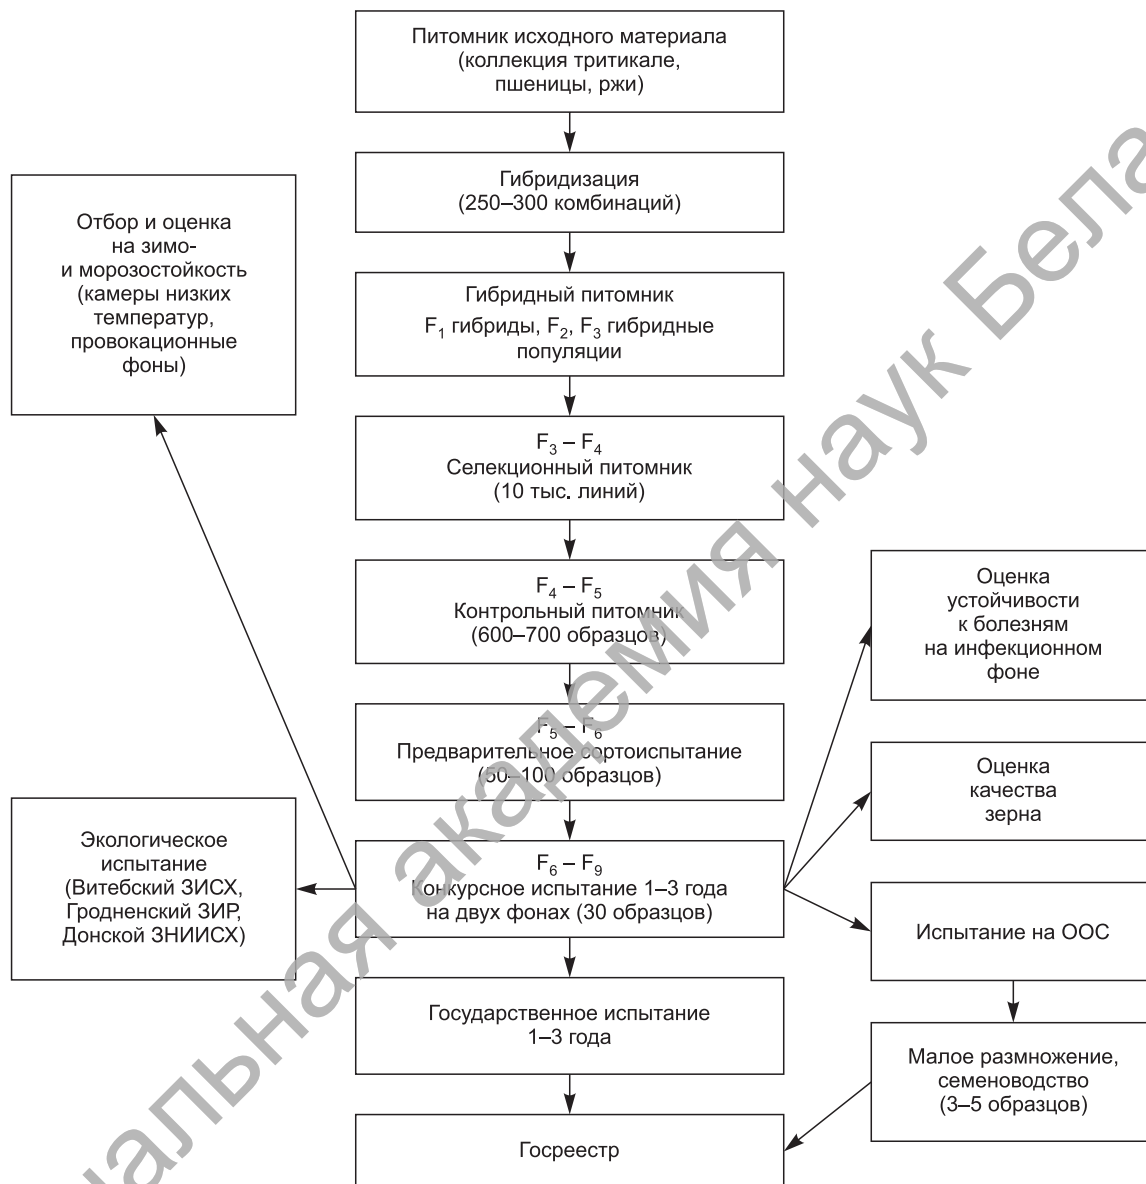 Питомник исходного материала
(коллекция тритикале,
пшеницы, ржи)
Гибридизация
(250–300 комбинаций)
Отбор и оценка
на зимо-
и морозостойкость
(камеры низких
температур,
провокационные
фоны)
Гибридный питомник
F₁ гибриды, F₂, F₃ гибридные
популяции
F₃ – F₄
Селекционный питомник
(10 тыс. линий)
F₄ – F₅
Контрольный питомник
(600–700 образцов)
Оценка
устойчивости
к болезням
на инфекционном
фоне
F₅ – F₆
Предварительное сортоиспытание
(50–100 образцов)
Оценка
качества
зерна
Экологическое
испытание
(Витебский ЗИСХ,
Гродненский ЗИР,
Донской ЗНИИСХ)
F₆ – F₉
Конкурсное испытание 1–3 года
на двух фонах (30 образцов)
Испытание на ООС
Государственное испытание
1–3 года
Малое размножение,
семеноводство
(3–5 образцов)
Госреестр
альная академия наук Бела